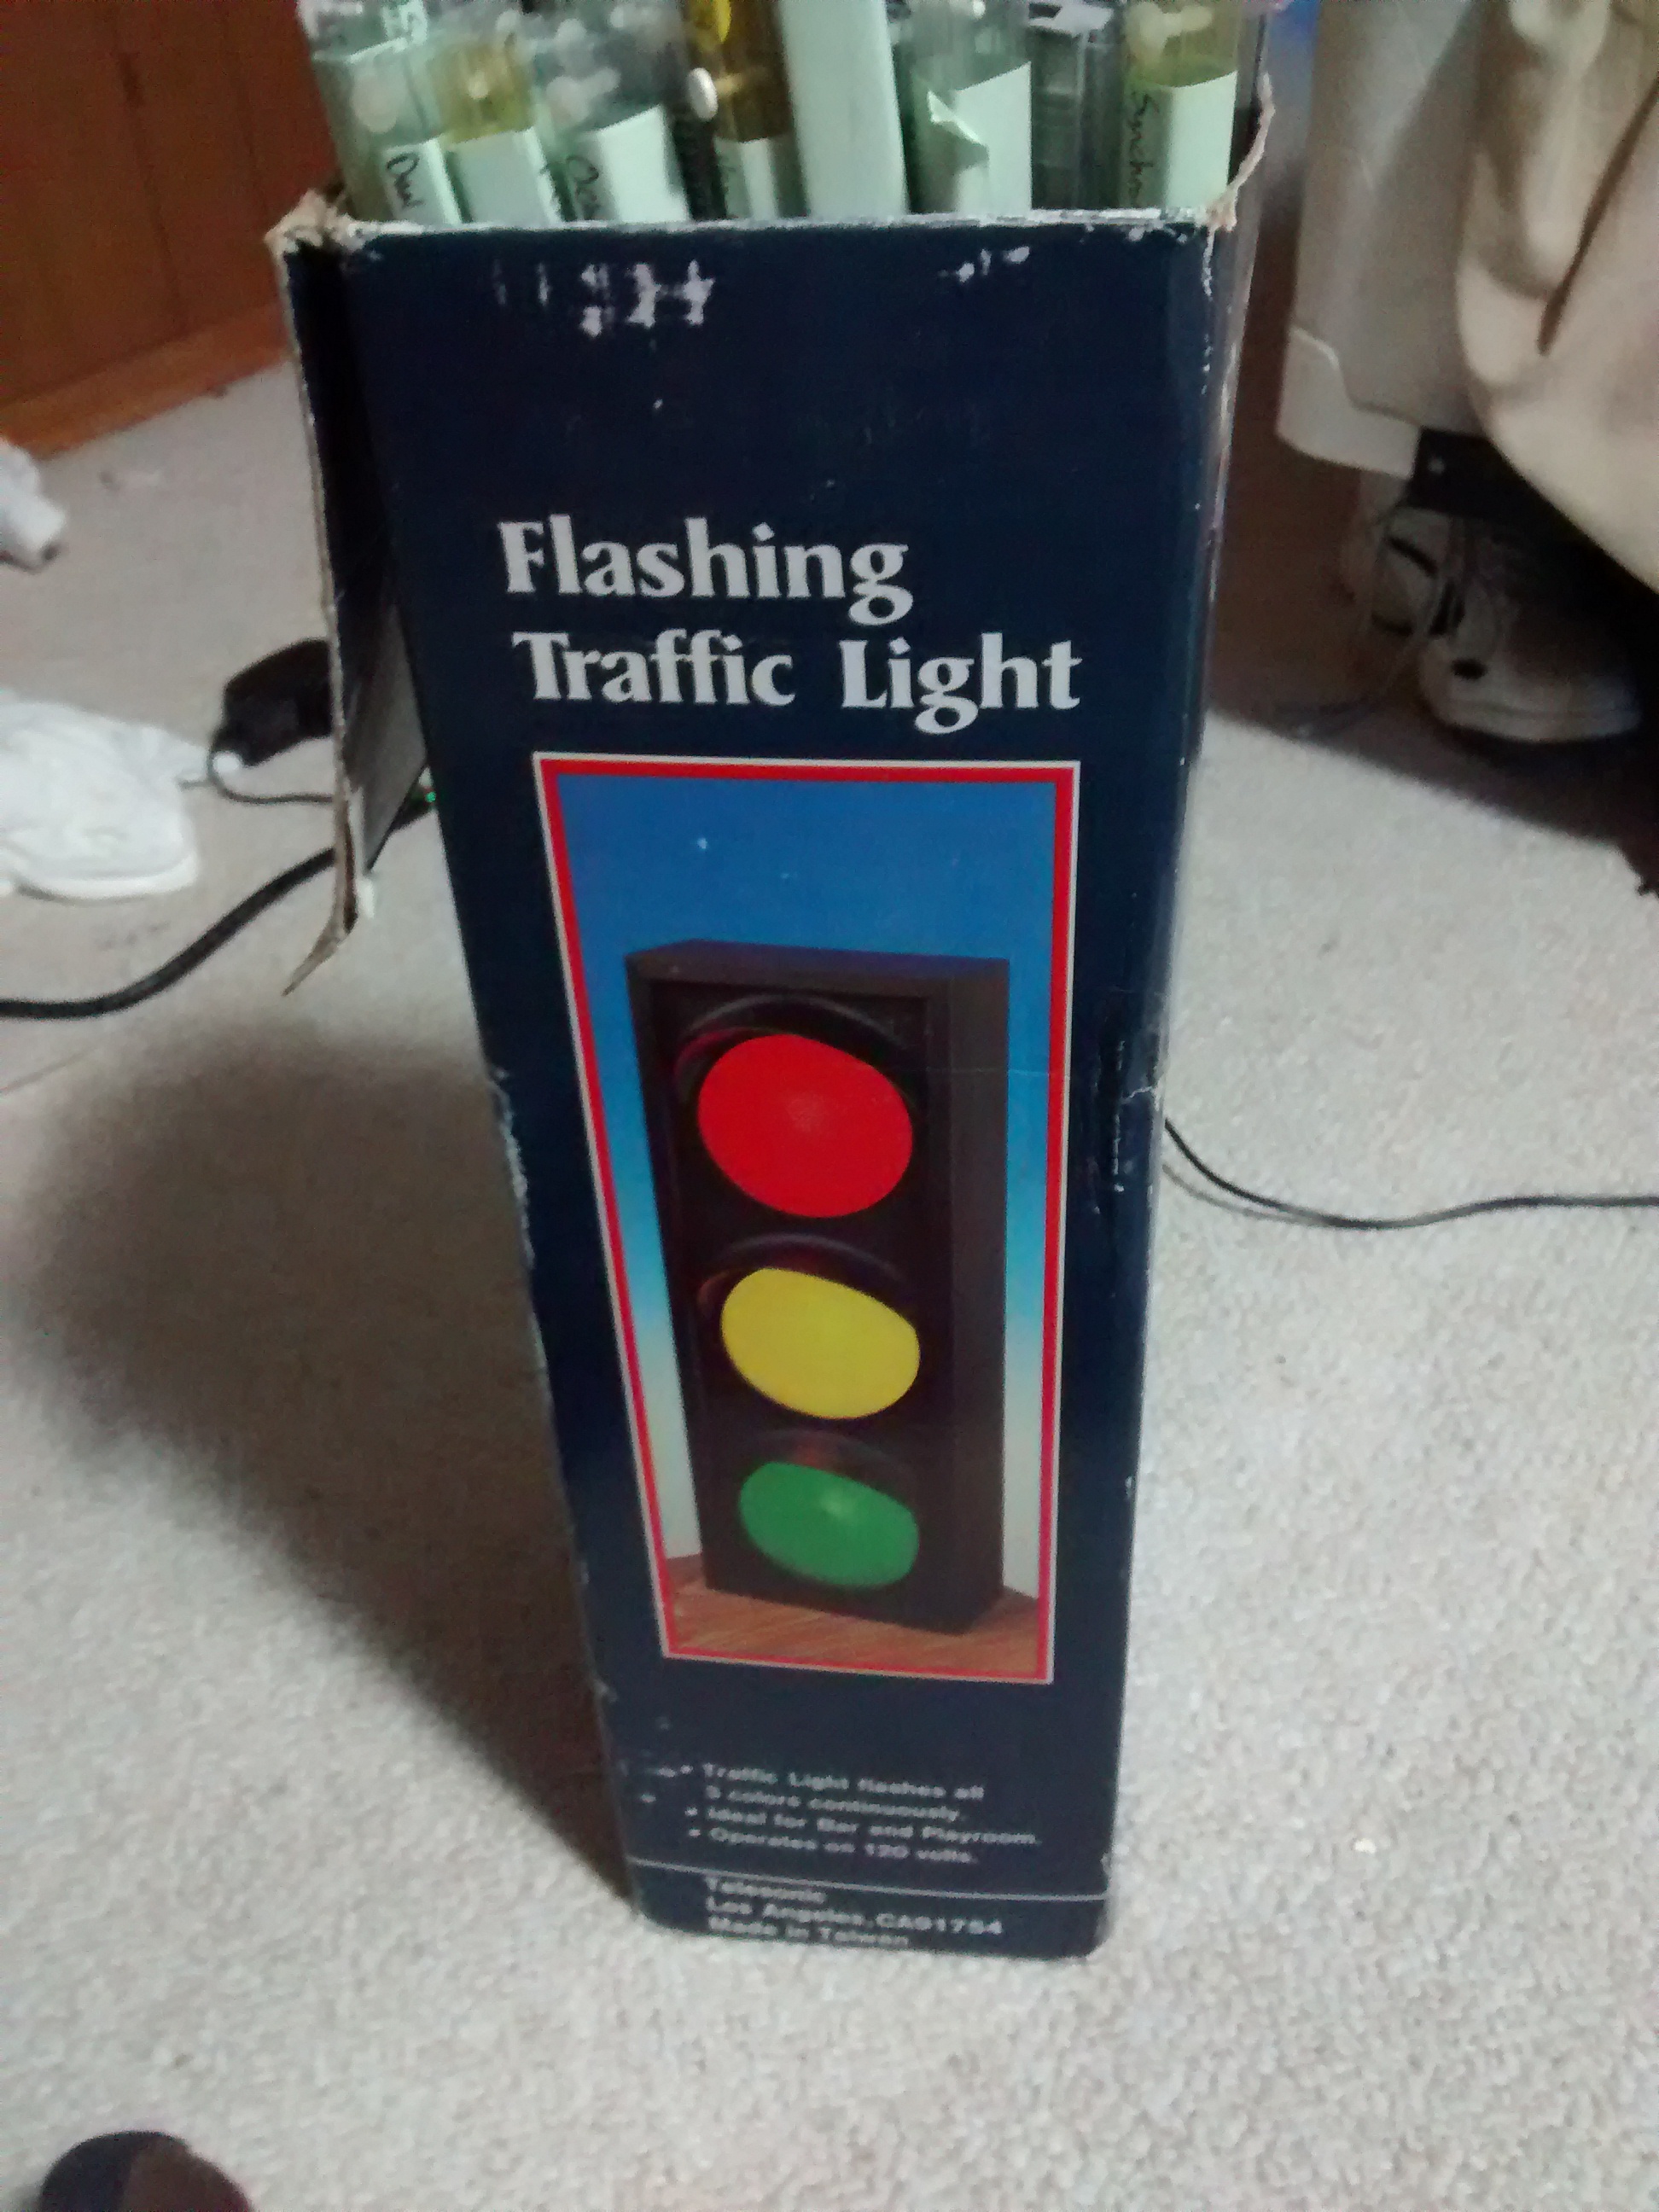 Flashing
Traffic Light
• Traffic Light flashes all
3 colors continuously.
• Ideal for Bar and Playroom.
• Operates on 120 volts.
Telesonic
Los Angeles, CA91754
Made in Taiwan